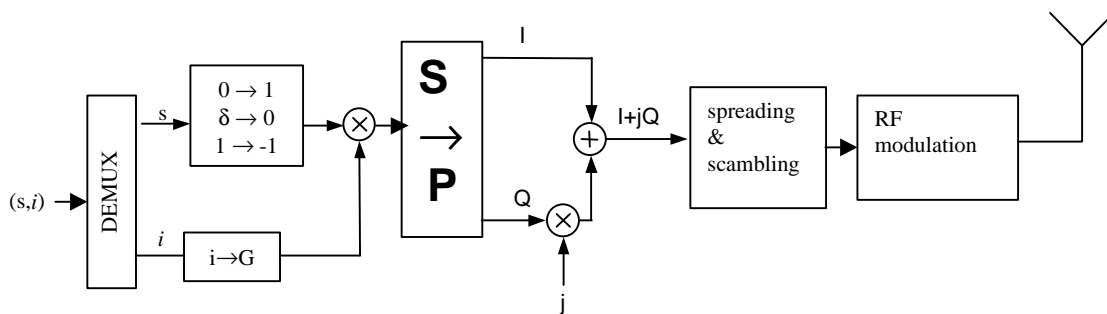 (s,i)
DEMUX
s
0 → 1
δ → 0
1 → -1
i
i→G
S
→
P
I
Q
j
I+jQ
spreading
&
scambling
RF
modulation